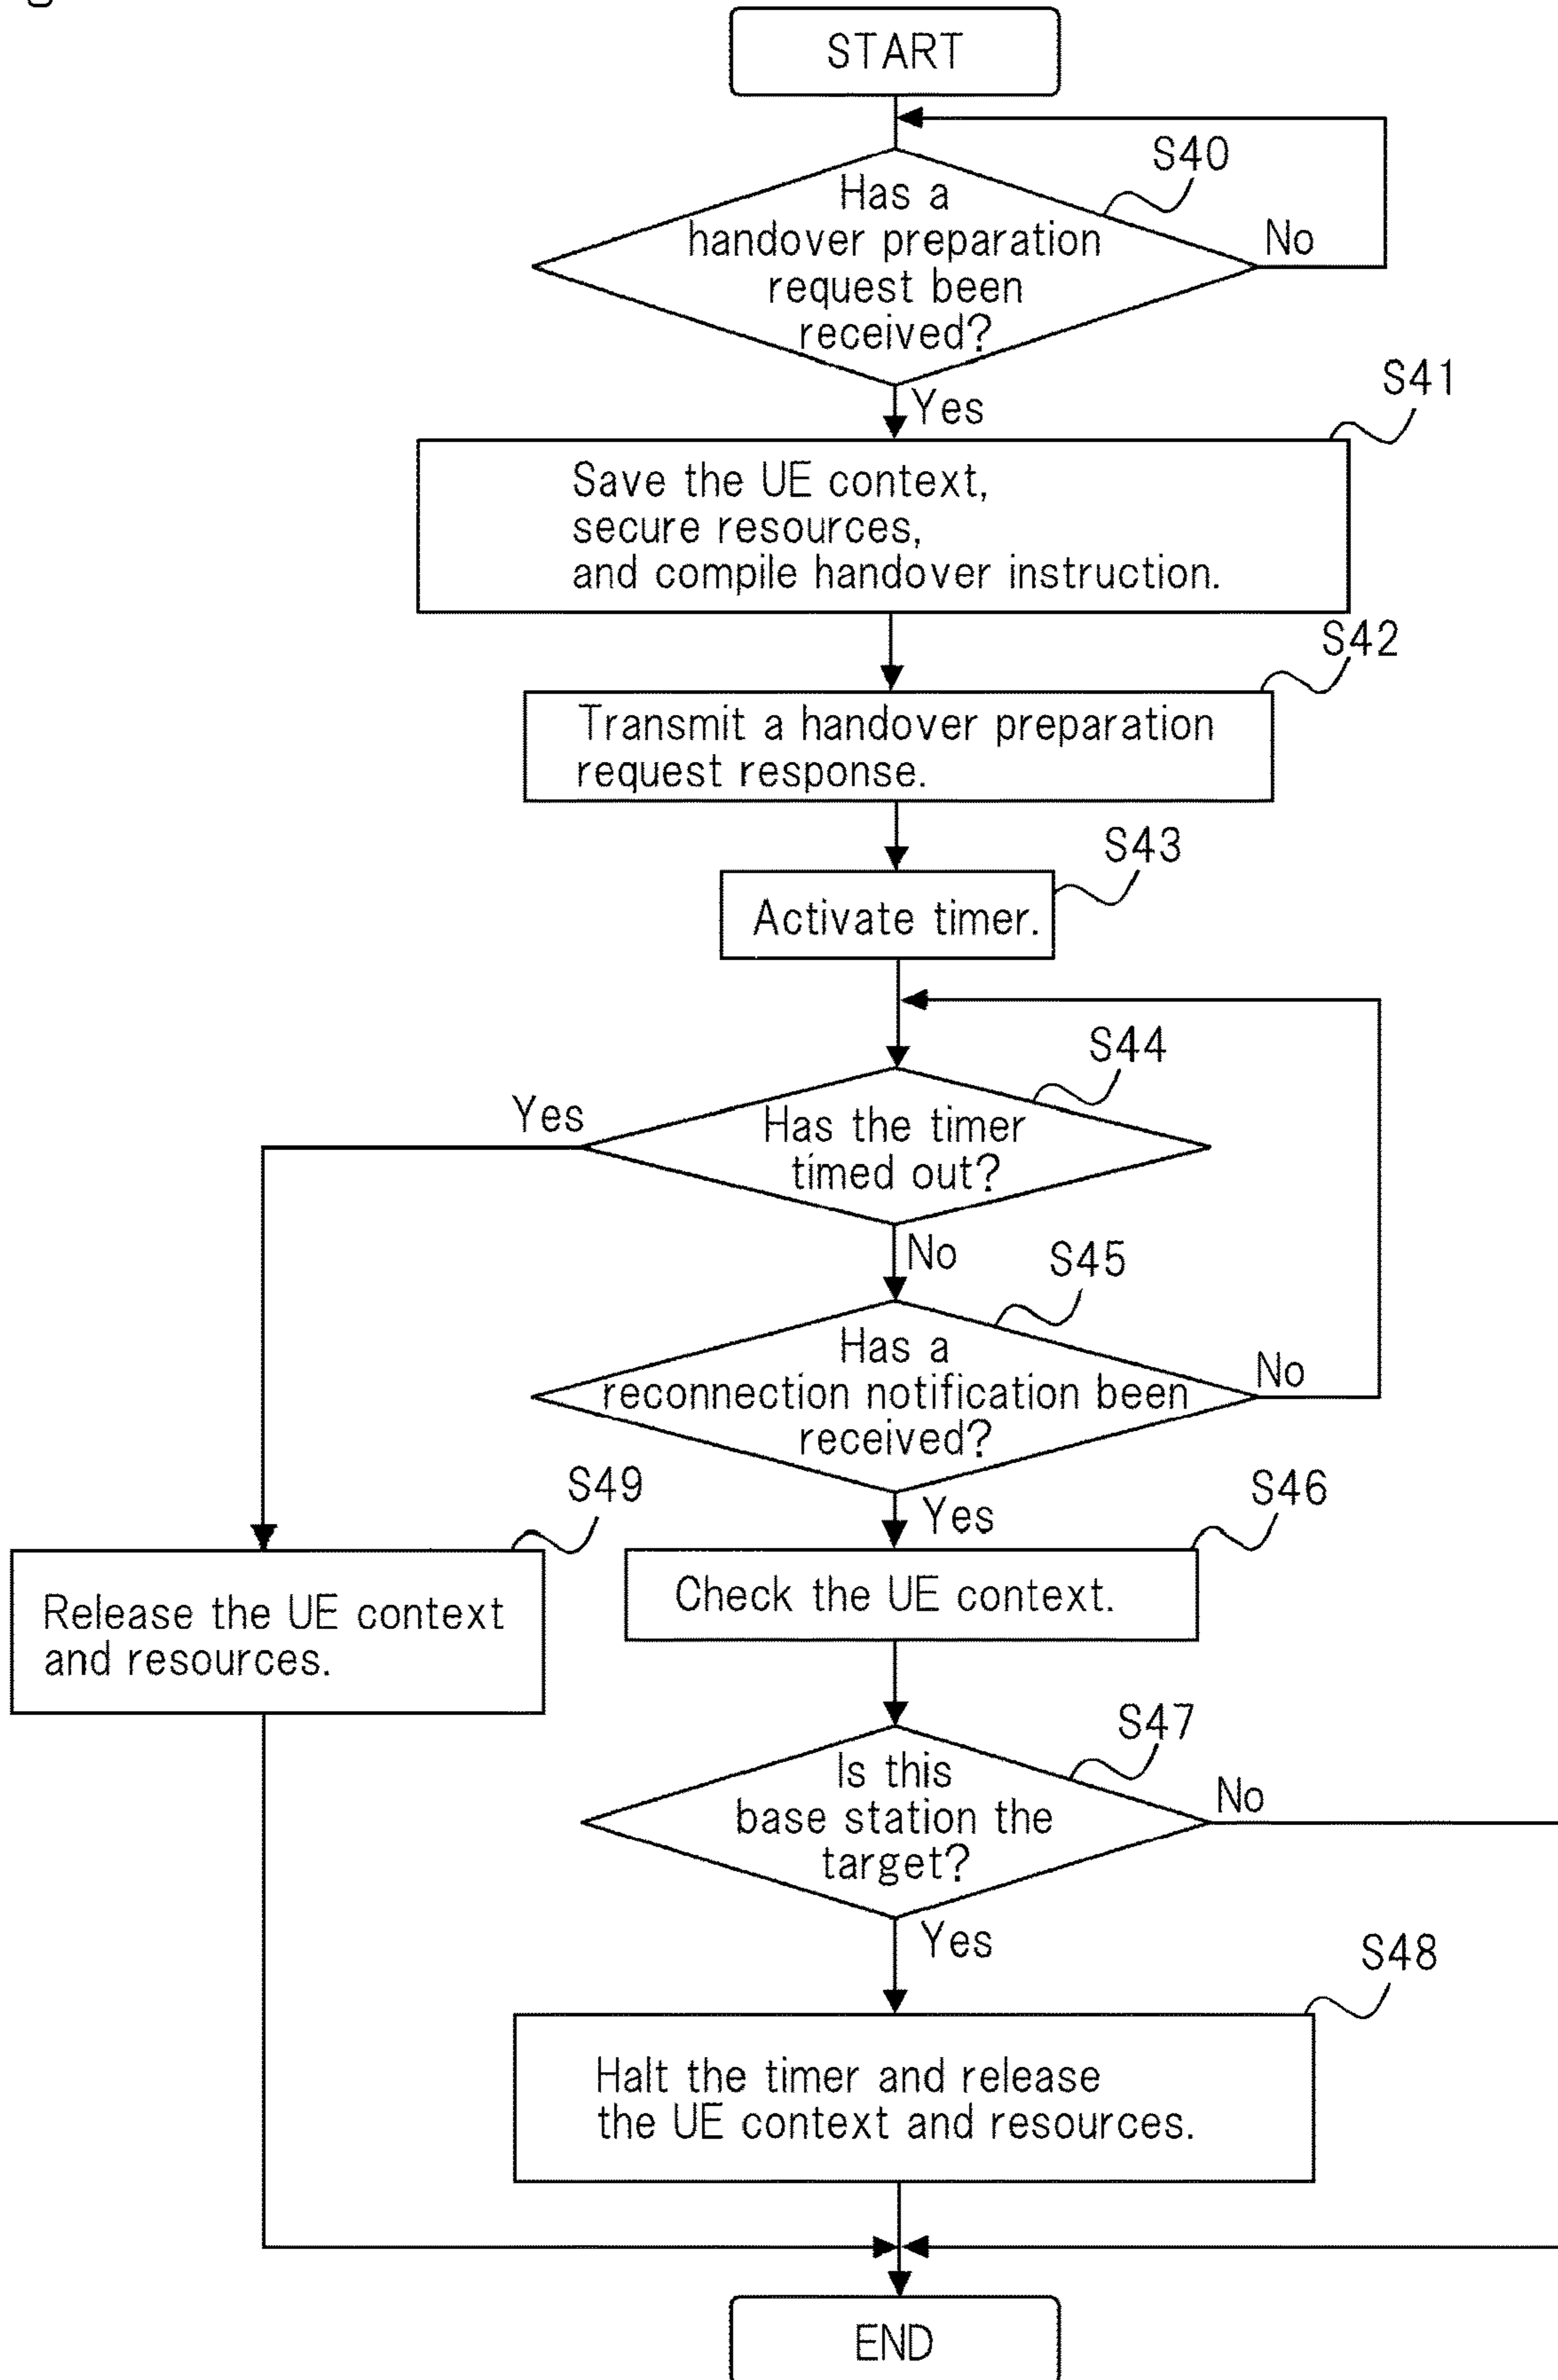 START
S40
Has a
handover preparation
request been
received?
No
Yes
S41
Save the UE context,
secure resources,
and compile handover instruction.
S42
Transmit a handover preparation
request response.
S43
Activate timer.
S44
Yes
Has the timer
timed out?
No
S45
Has a
reconnection notification been
received?
No
Yes
S49
S46
Release the UE context
and resources.
Check the UE context.
S47
Is this
base station the
target?
No
Yes
S48
Halt the timer and release
the UE context and resources.
END